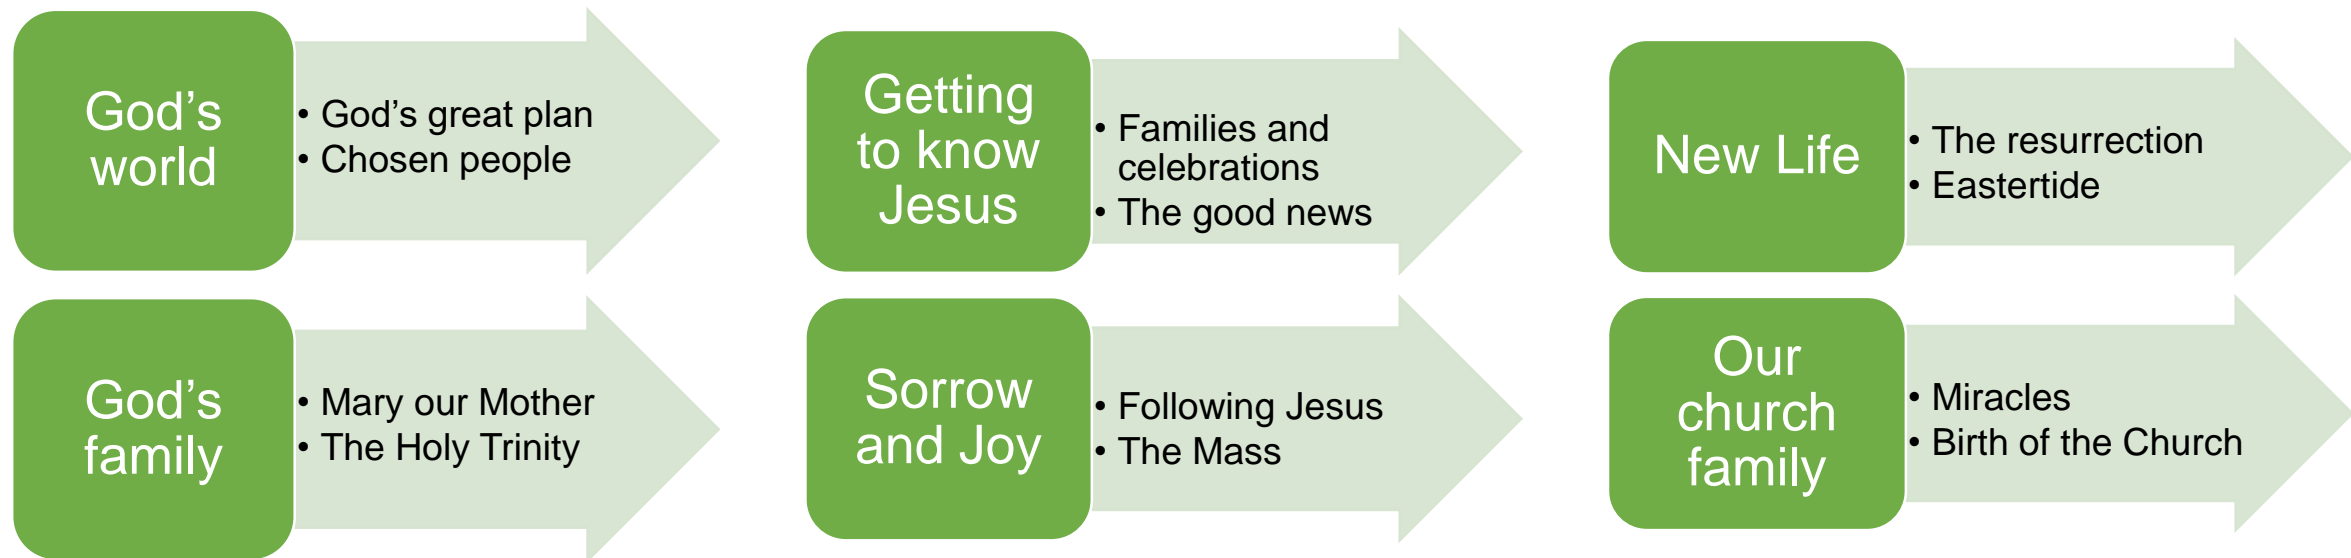 God’s
world
• God’s great plan
• Chosen people
Getting
to know
Jesus
• Families and
celebrations
• The good news
New Life
• The resurrection
• Eastertide
God’s
family
• Mary our Mother
• The Holy Trinity
Sorrow
and Joy
• Following Jesus
• The Mass
Our
church
family
• Miracles
• Birth of the Church